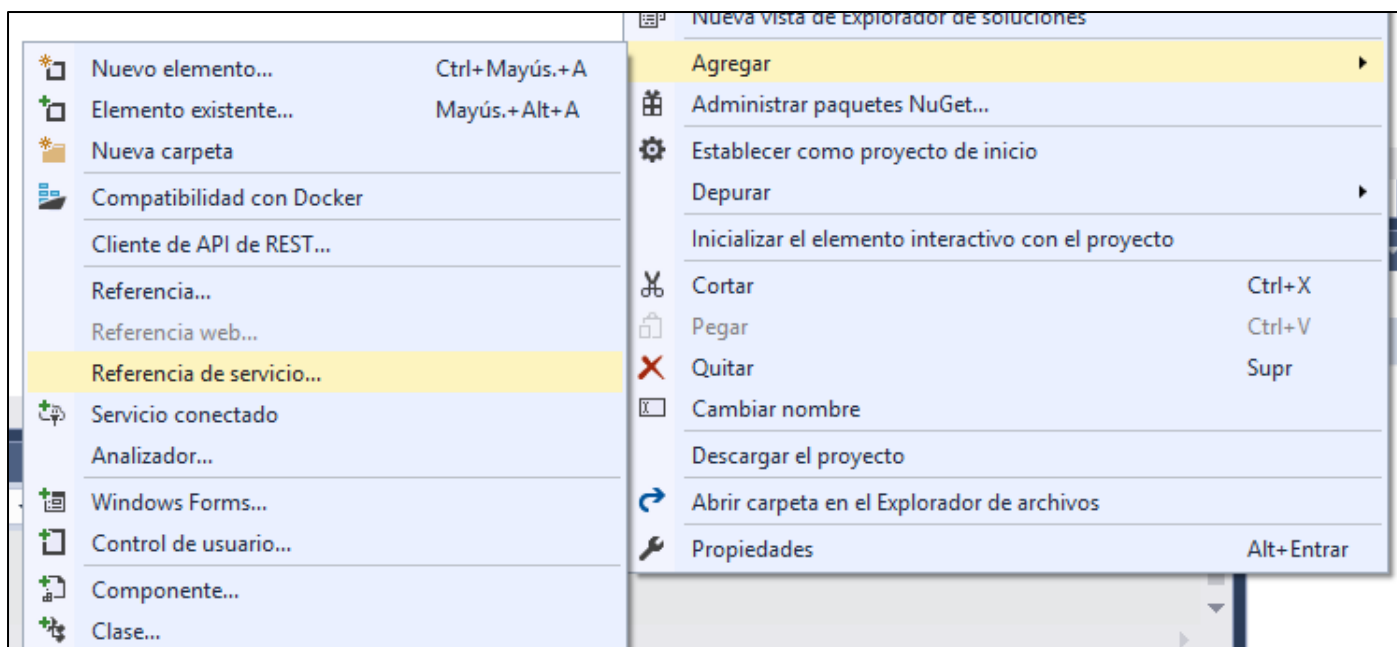 Nueva vista de Explorador de soluciones
Agregar
Administrar paquetes NuGet...
Establecer como proyecto de inicio
Depurar
Inicializar el elemento interactivo con el proyecto
Cortar Ctrl+X
Pegar Ctrl+V
Quitar Supr
Cambiar nombre
Descargar el proyecto
Abrir carpeta en el Explorador de archivos
Propiedades Alt+Entrar
Nuevo elemento... Ctrl+Mayús.+A
Elemento existente... Mayús.+Alt+A
Nueva carpeta
Compatibilidad con Docker
Cliente de API de REST...
Referencia...
Referencia web...
Referencia de servicio...
Servicio conectado
Analizador...
Windows Forms...
Control de usuario...
Componente...
Clase...